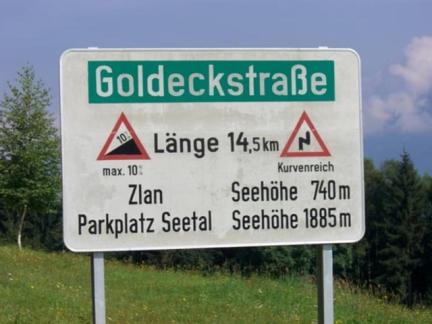 Goldeckstraße
10%
Länge 14,5 km
max. 10%
Kurvenreich
Zlan Seehöhe 740 m
Parkplatz Seetal Seehöhe 1885 m